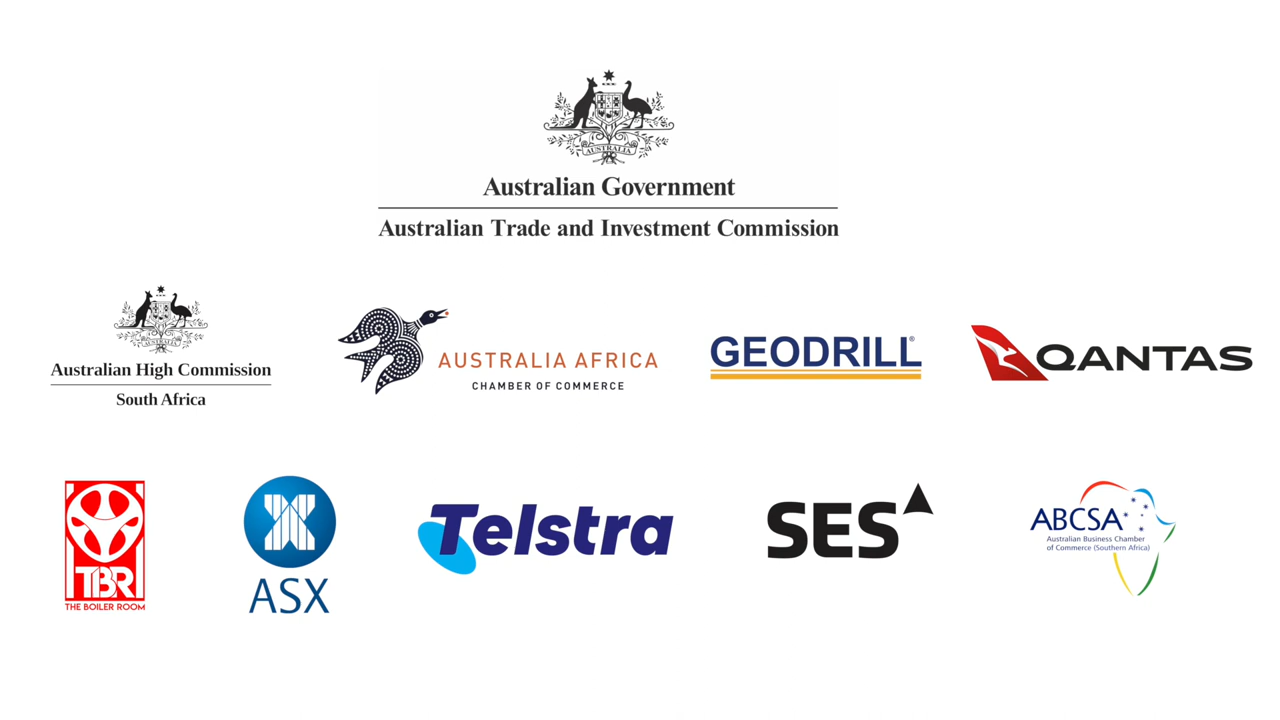 AUSTRALIA
Australian Government
Australian Trade and Investment Commission
AUSTRALIA
Australian High Commission
South Africa
AUSTRALIA AFRICA
CHAMBER OF COMMERCE
GEODRILL®
QANTAS
TBR
THE BOILER ROOM
ASX
Telstra
SES
ABCSA
Australian Business Chamber
of Commerce (Southern Africa)